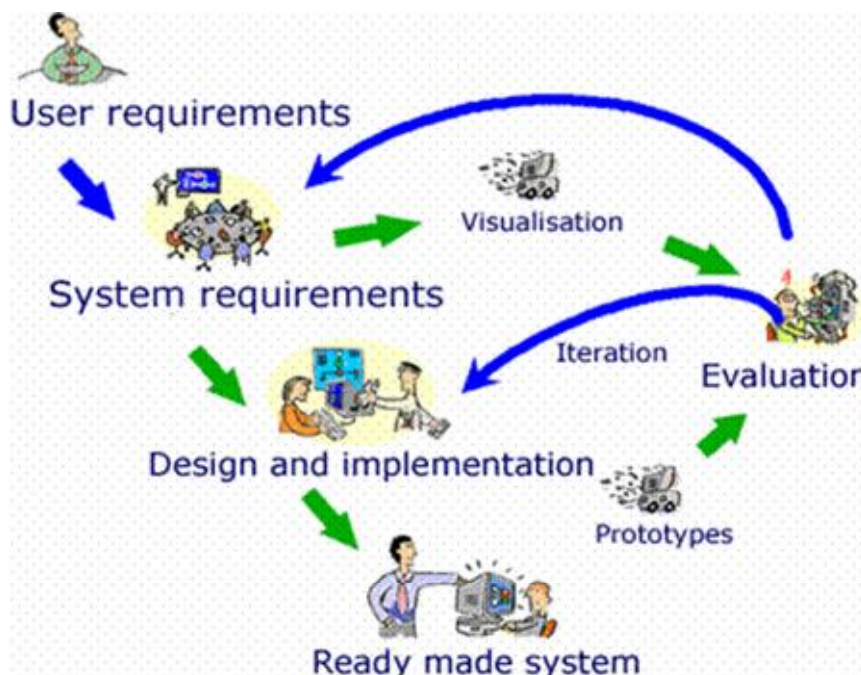 User requirements
Visualisation
System requirements
Iteration
Evaluation
Design and implementation
Prototypes
Ready made system